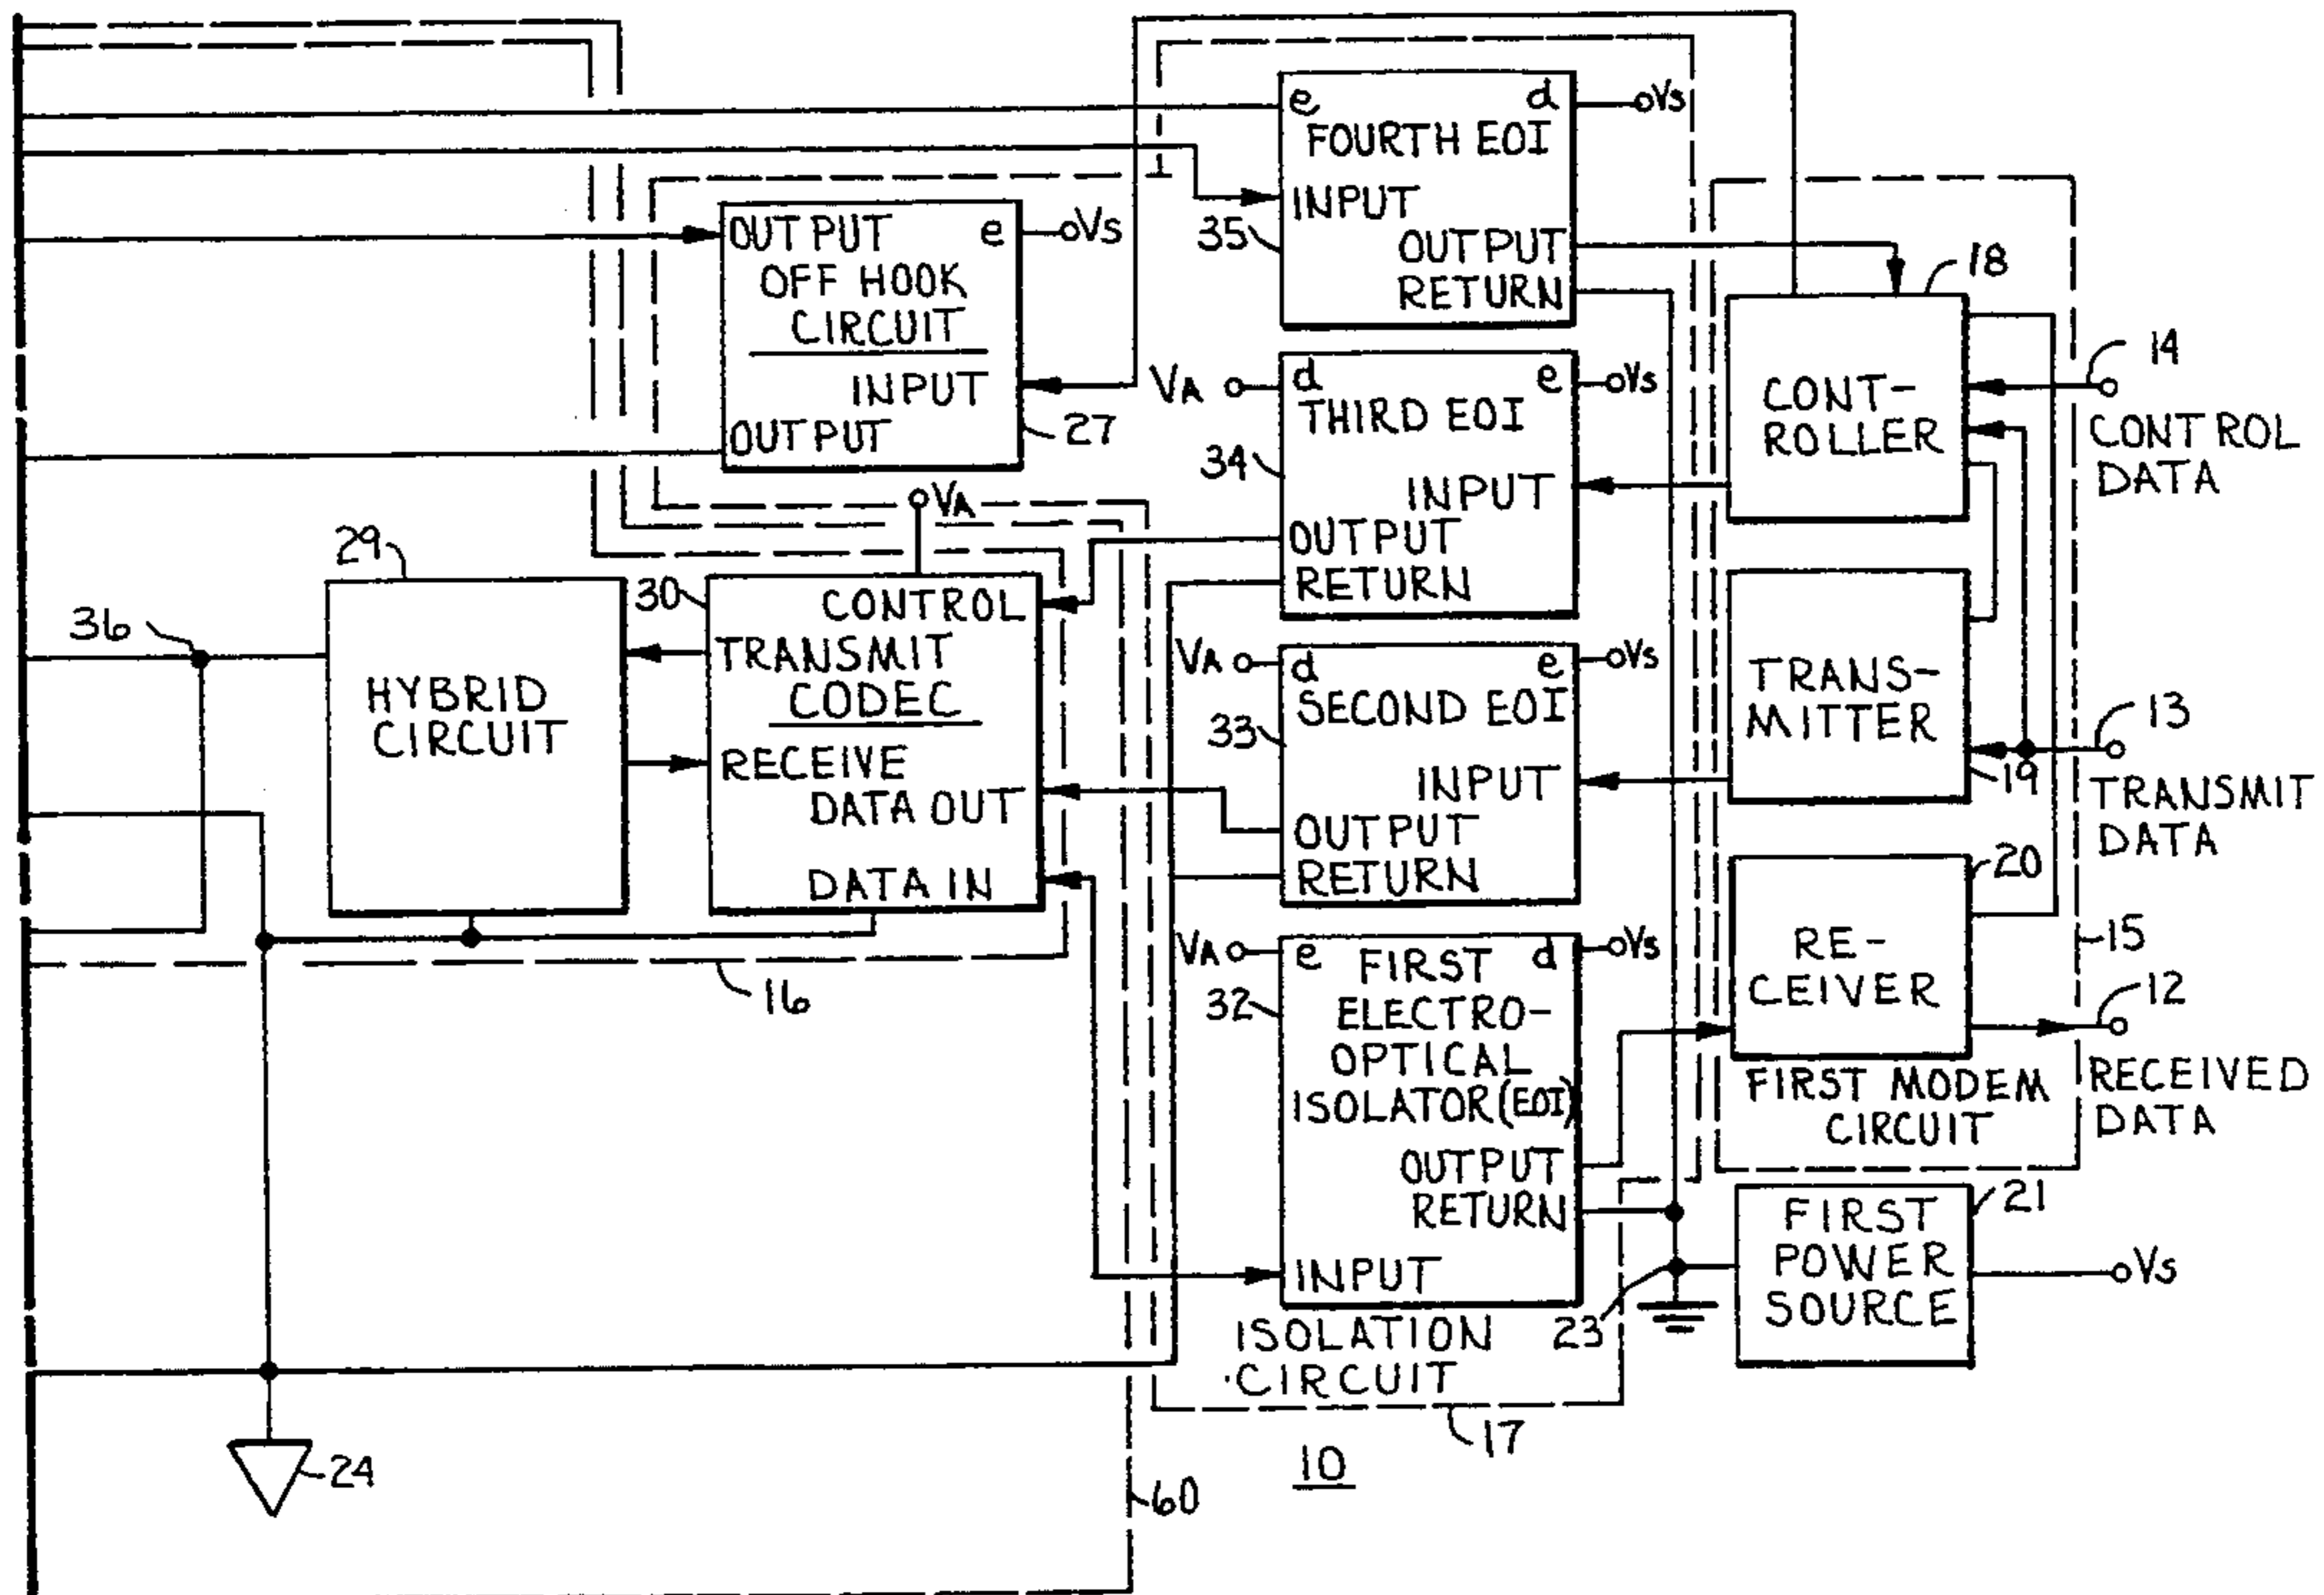 e d
Vs
FOURTH EOI
INPUT
35
OUTPUT
RETURN
OUTPUT e
Vs
OFF HOOK
CIRCUIT
INPUT
OUTPUT
27
18
CONT-
ROLLER
14
CONTROL
DATA
VA
d e
Vs
THIRD EOI
34
INPUT
OUTPUT
RETURN
VA
29
HYBRID
CIRCUIT
36
30
CONTROL
TRANSMIT
CODEC
RECEIVE
DATA OUT
DATA IN
16
VA
d e
Vs
SECOND EOI
33
INPUT
OUTPUT
RETURN
TRANS-
MITTER
19
13
TRANSMIT
DATA
VA
e d
Vs
FIRST
ELECTRO-
OPTICAL
ISOLATOR(EOI)
32
OUTPUT
RETURN
INPUT
20
RE-
CEIVER
15
12
RECEIVED
DATA
FIRST MODEM
CIRCUIT
21
FIRST
POWER
SOURCE
Vs
23
ISOLATION
CIRCUIT
17
10
24
60